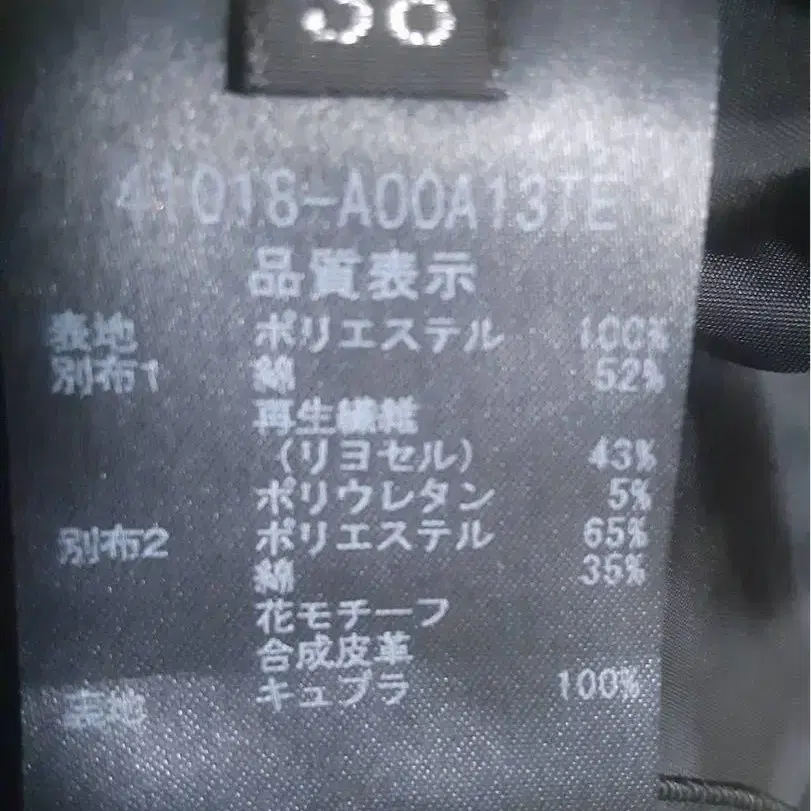 38
41018-A00A13TE
品質表示
表地 ポリエステル 100%
別布1 綿 52%
再生繊維
(リヨセル) 43%
ポリウレタン 5%
別布2 ポリエステル 65%
綿 35%
花モチーフ
合成皮革
キュプラ 100%